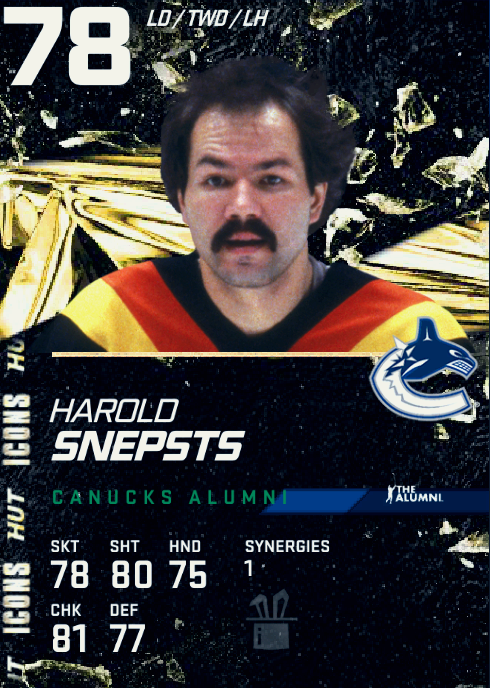 78
LD / TWD / LH
HAROLD
SNEPSTS
CANUCKS ALUMNI
THE
ALUMNI
SKT SHT HND SYNERGIES
78 80 75 1
CHK DEF
81 77
HUT
ICONS
HUT
ICONS